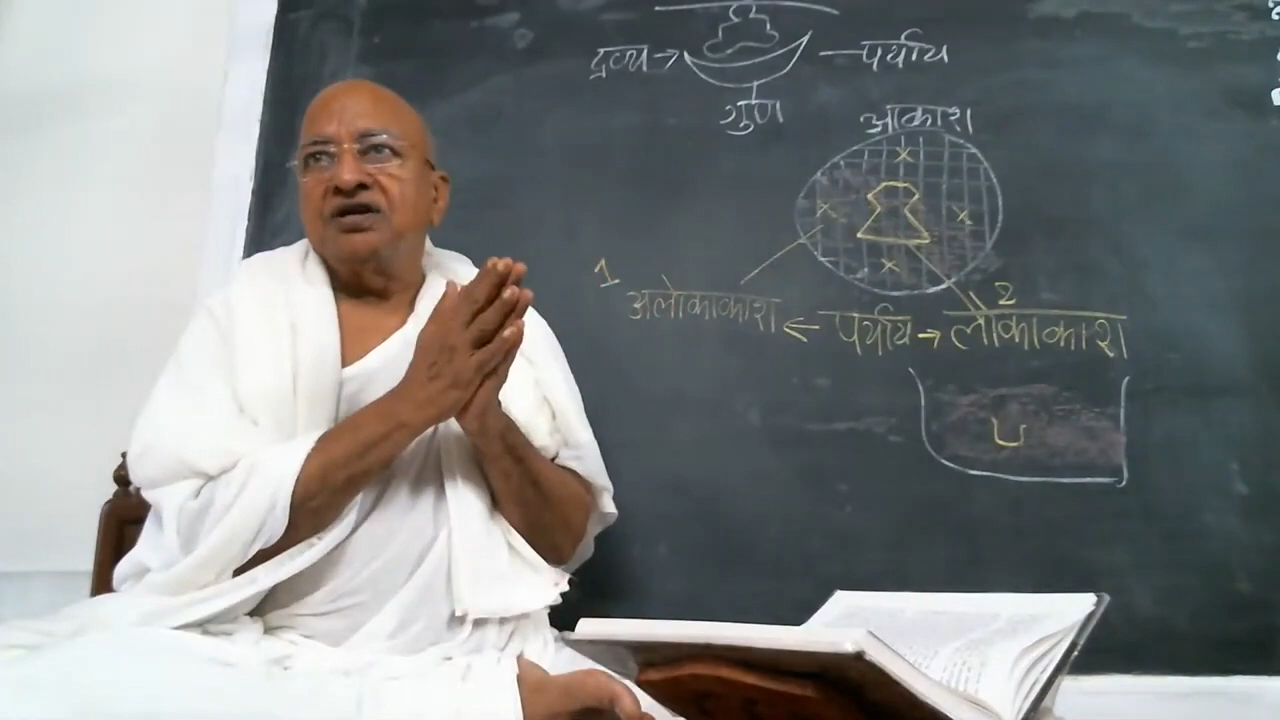 द्रव्य → — पर्याय
गुण
आकाश
x
x x
x
1 2
अलोकाकाश ← पर्याय → लोकाकाश